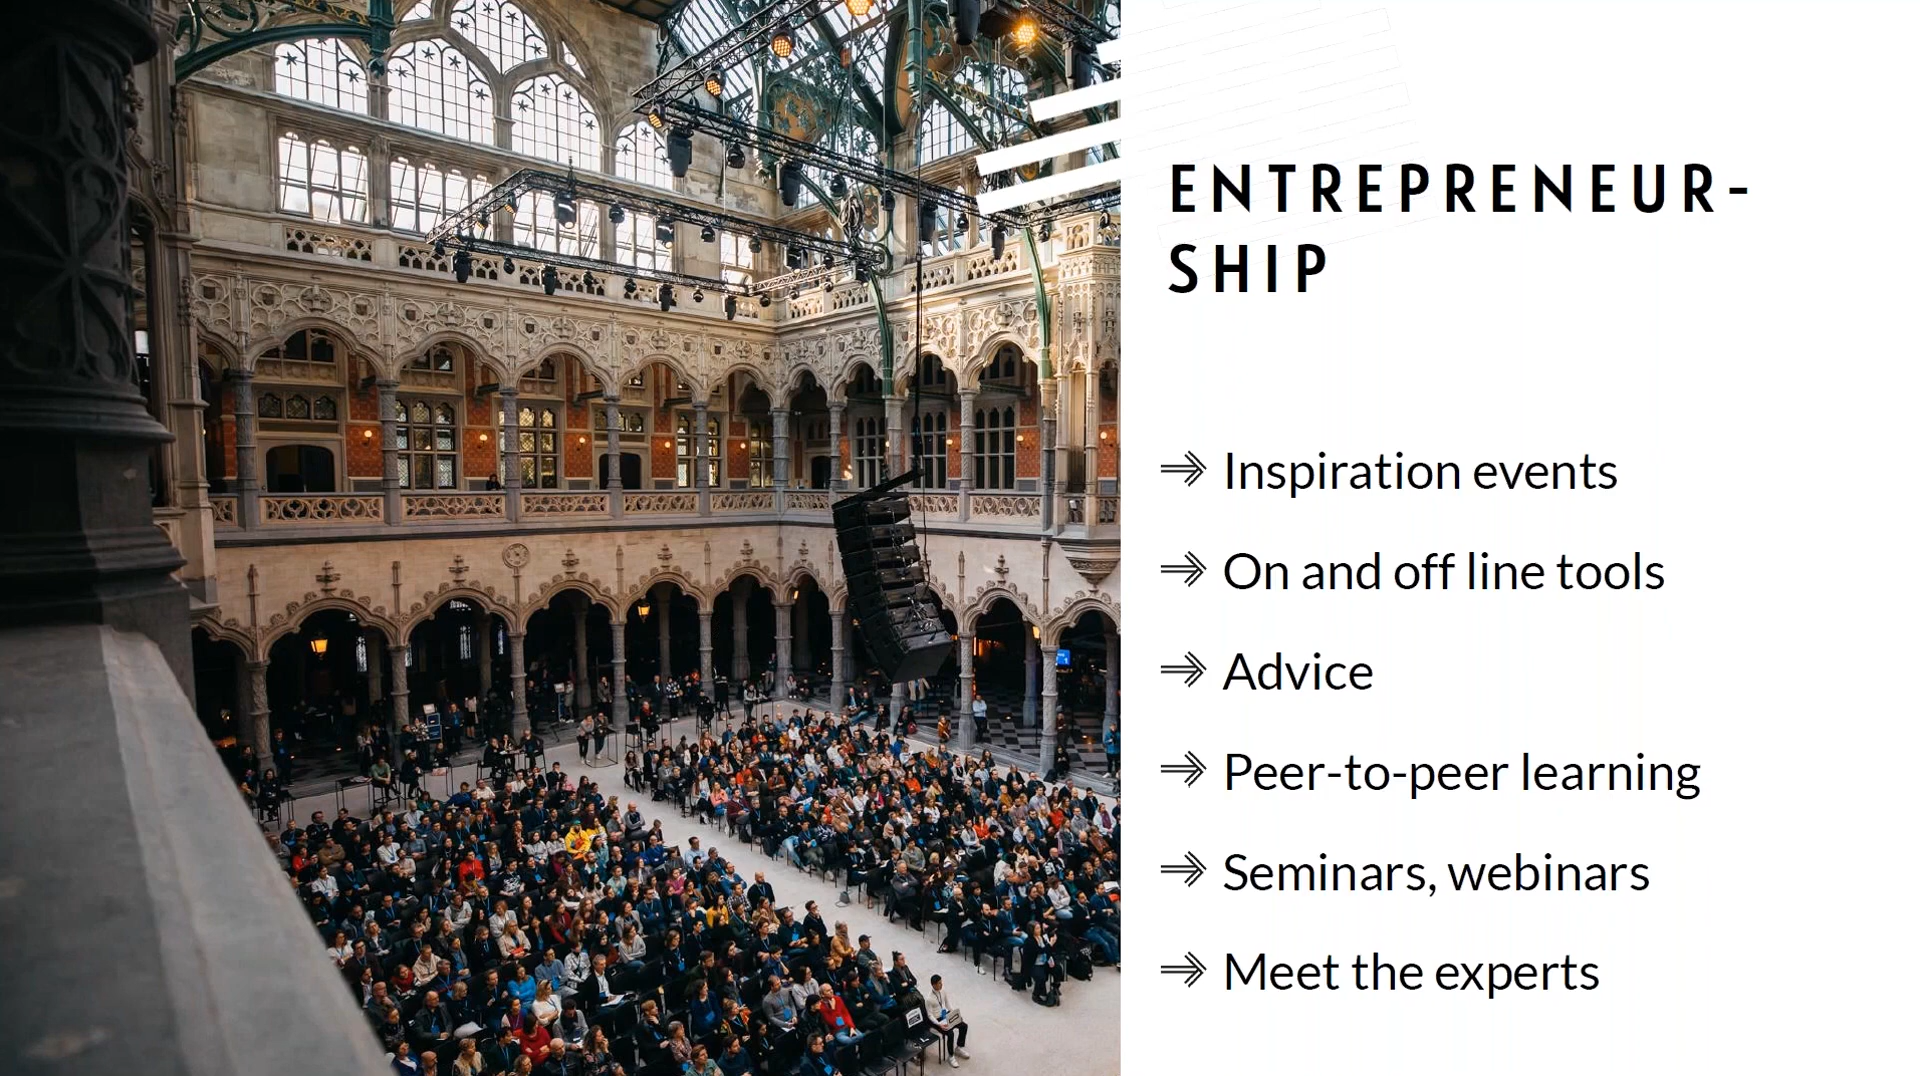 ENTREPRENEUR-
SHIP
Inspiration events
On and off line tools
Advice
Peer-to-peer learning
Seminars, webinars
Meet the experts